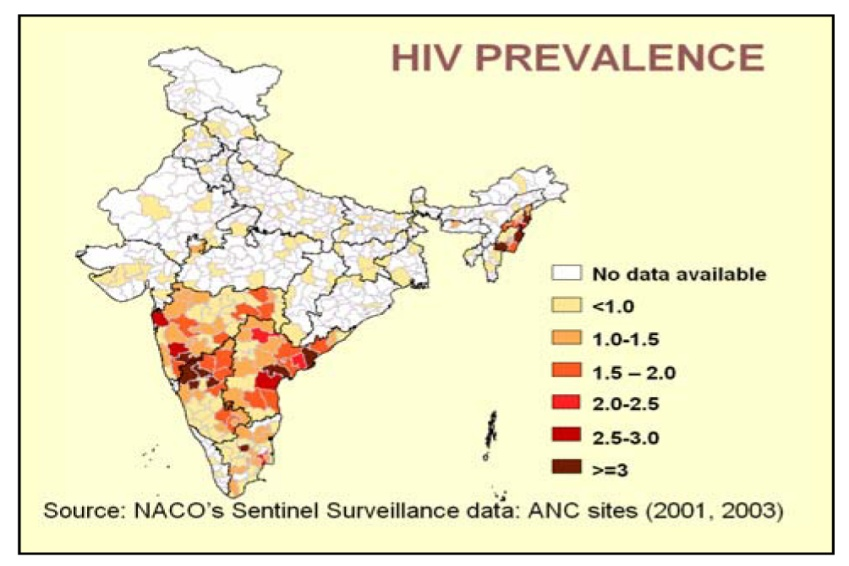 HIV PREVALENCE
No data available
<1.0
1.0-1.5
1.5 – 2.0
2.0-2.5
2.5-3.0
>=3
Source: NACO's Sentinel Surveillance data: ANC sites (2001, 2003)